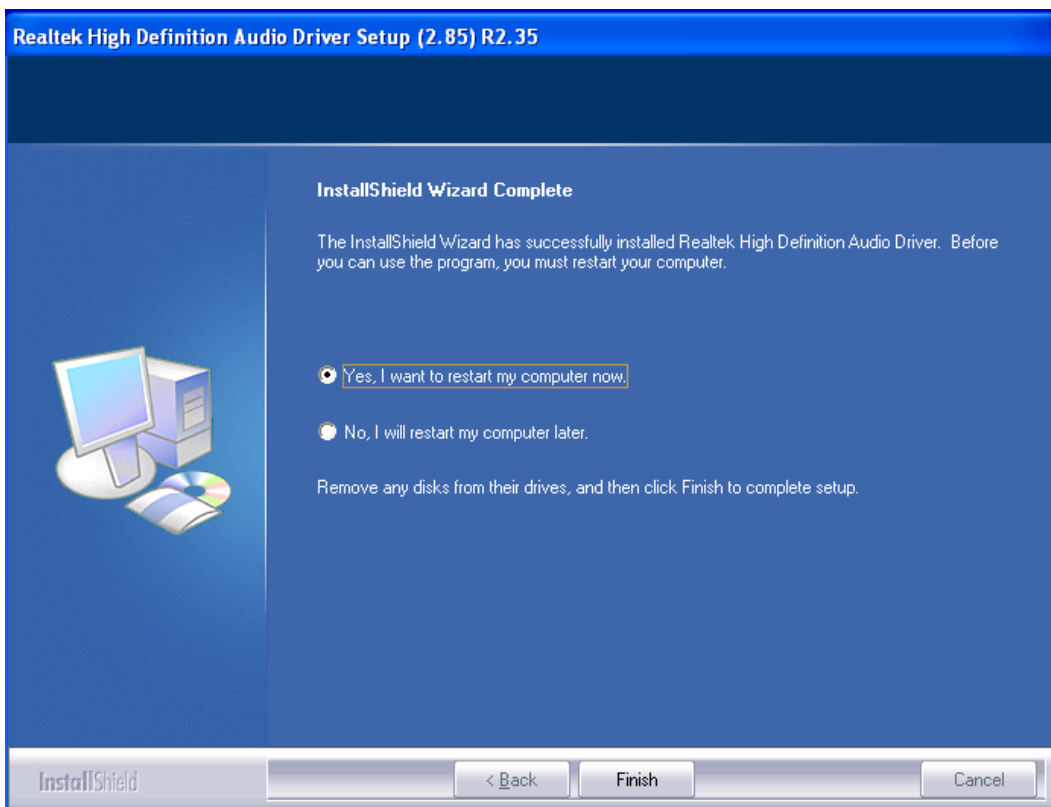 Realtek High Definition Audio Driver Setup (2.85) R2.35
InstallShield Wizard Complete
The InstallShield Wizard has successfully installed Realtek High Definition Audio Driver. Before
you can use the program, you must restart your computer.
Yes, I want to restart my computer now.
No, I will restart my computer later.
Remove any disks from their drives, and then click Finish to complete setup.
InstallShield
< Back
Finish
Cancel